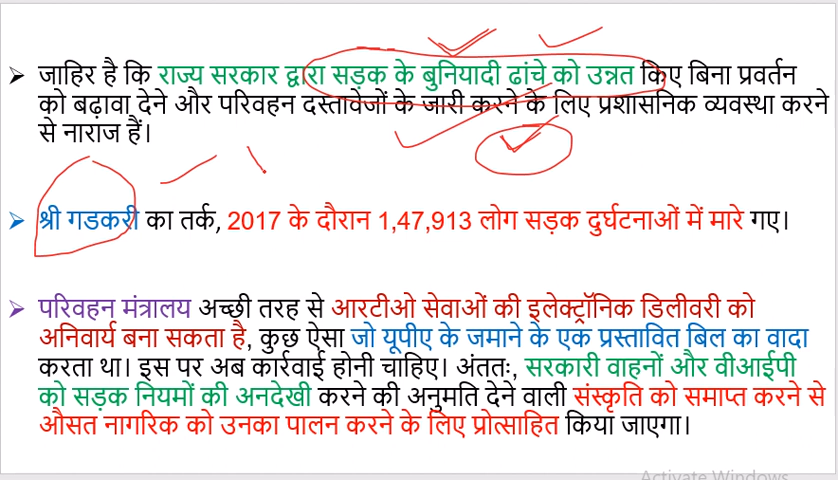 ➢ जाहिर है कि राज्य सरकार द्वारा सड़क के बुनियादी ढांचे को उन्नत किए बिना प्रवर्तन
को बढ़ावा देने और परिवहन दस्तावेजों के जारी करने के लिए प्रशासनिक व्यवस्था करने
से नाराज हैं।
➢ श्री गडकरी का तर्क, 2017 के दौरान 1,47,913 लोग सड़क दुर्घटनाओं में मारे गए।
➢ परिवहन मंत्रालय अच्छी तरह से आरटीओ सेवाओं की इलेक्ट्रॉनिक डिलीवरी को
अनिवार्य बना सकता है, कुछ ऐसा जो यूपीए के जमाने के एक प्रस्तावित बिल का वादा
करता था। इस पर अब कार्रवाई होनी चाहिए। अंततः, सरकारी वाहनों और वीआईपी
को सड़क नियमों की अनदेखी करने की अनुमति देने वाली संस्कृति को समाप्त करने से
औसत नागरिक को उनका पालन करने के लिए प्रोत्साहित किया जाएगा।
Activate Windows